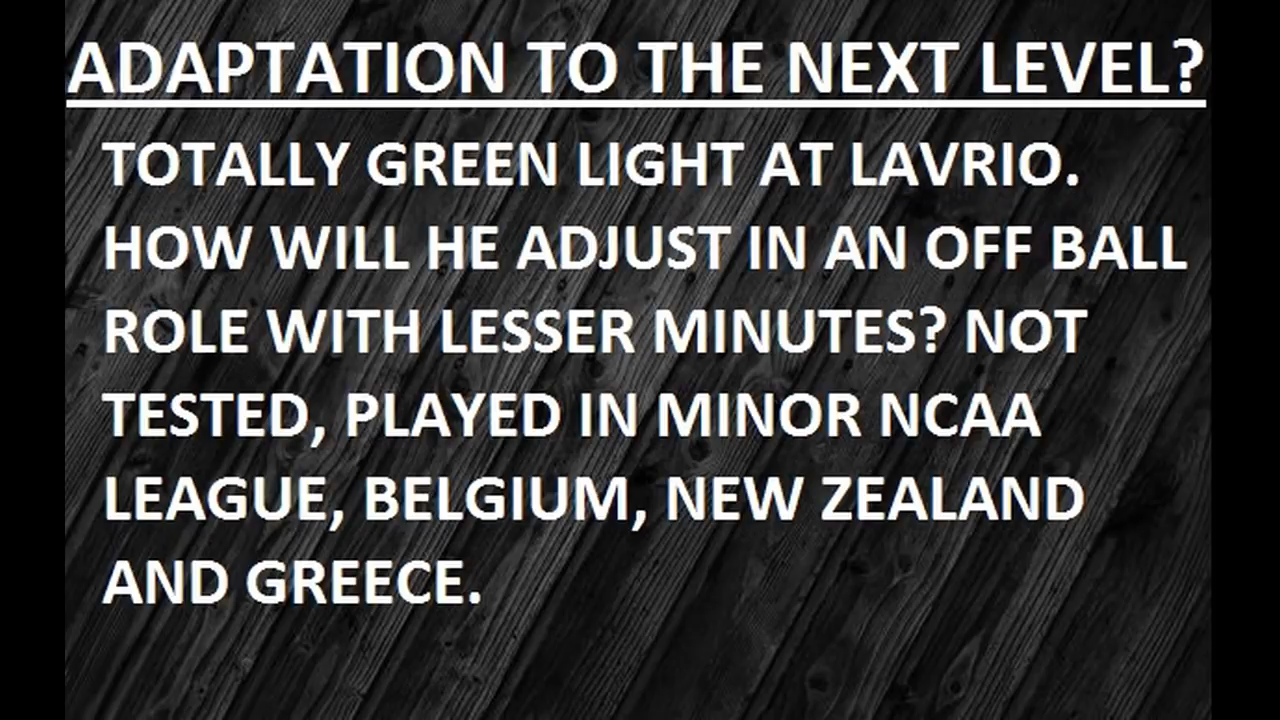 ADAPTATION TO THE NEXT LEVEL?
TOTALLY GREEN LIGHT AT LAVRIO.
HOW WILL HE ADJUST IN AN OFF BALL
ROLE WITH LESSER MINUTES? NOT
TESTED, PLAYED IN MINOR NCAA
LEAGUE, BELGIUM, NEW ZEALAND
AND GREECE.